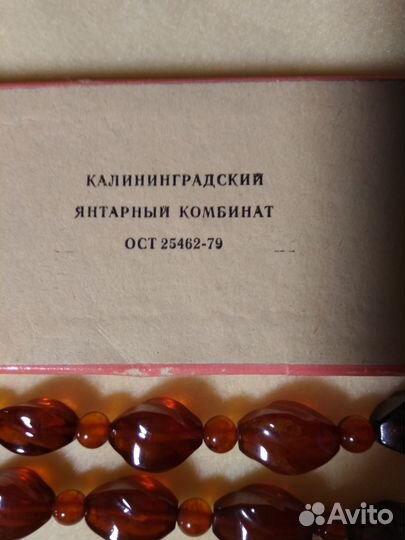 КАЛИНИНГРАДСКИЙ
ЯНТАРНЫЙ КОМБИНАТ
ОСТ 25462-79
Avito